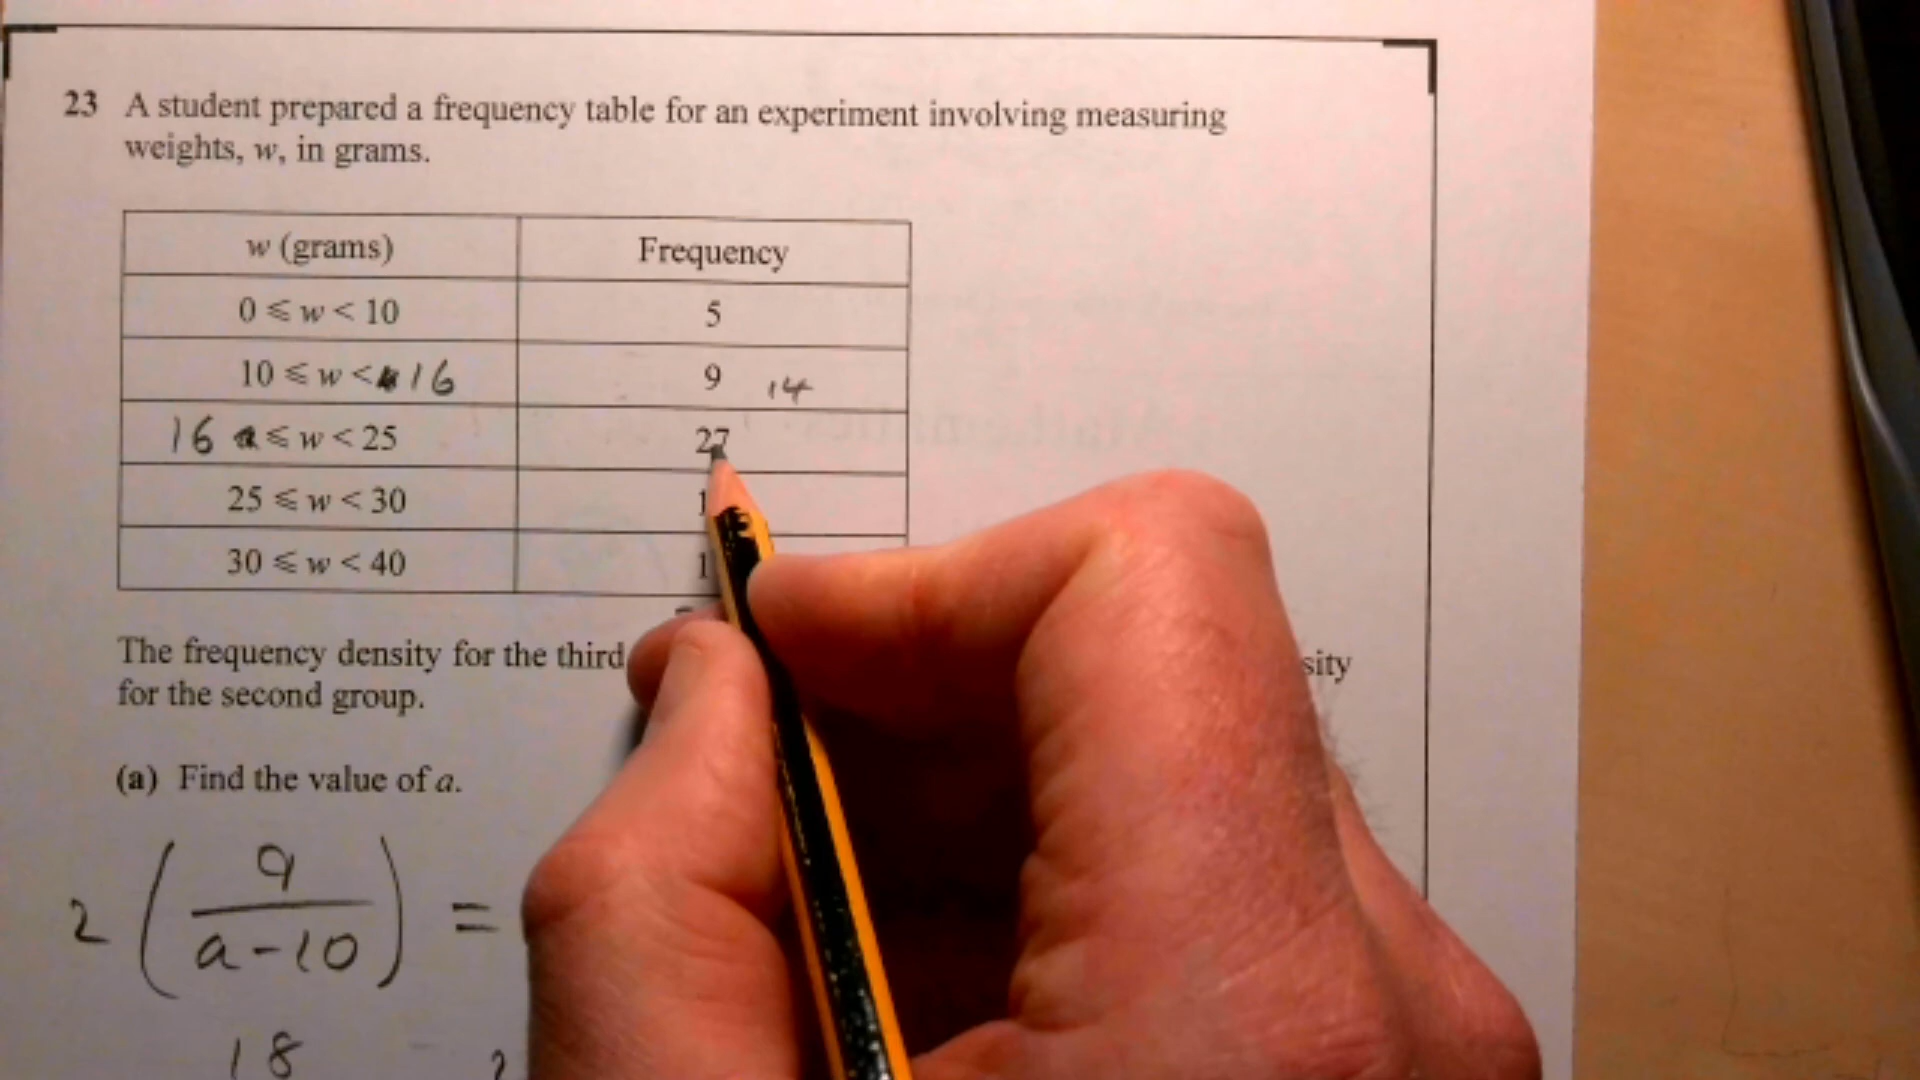 23 A student prepared a frequency table for an experiment involving measuring
weights, w, in grams.
w (grams) Frequency
0 ⩽ w < 10 5
10 ⩽ w < 16 9 14
16 a ⩽ w < 25 27
25 ⩽ w < 30 1
30 ⩽ w < 40 1
The frequency density for the third sity
for the second group.
(a) Find the value of a.
2 ( 9 / a-10 ) =
18